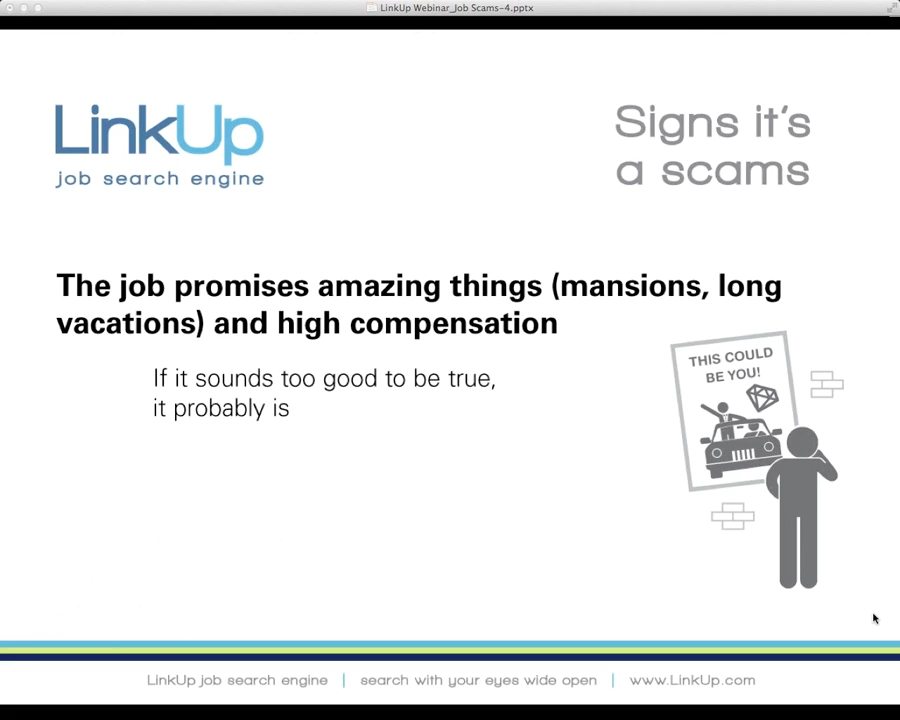 LinkUp Webinar_Job Scams-4.pptx
LinkUp
job search engine
Signs it's
a scams
The job promises amazing things (mansions, long
vacations) and high compensation
If it sounds too good to be true,
it probably is
THIS COULD
BE YOU!
LinkUp job search engine | search with your eyes wide open | www.LinkUp.com